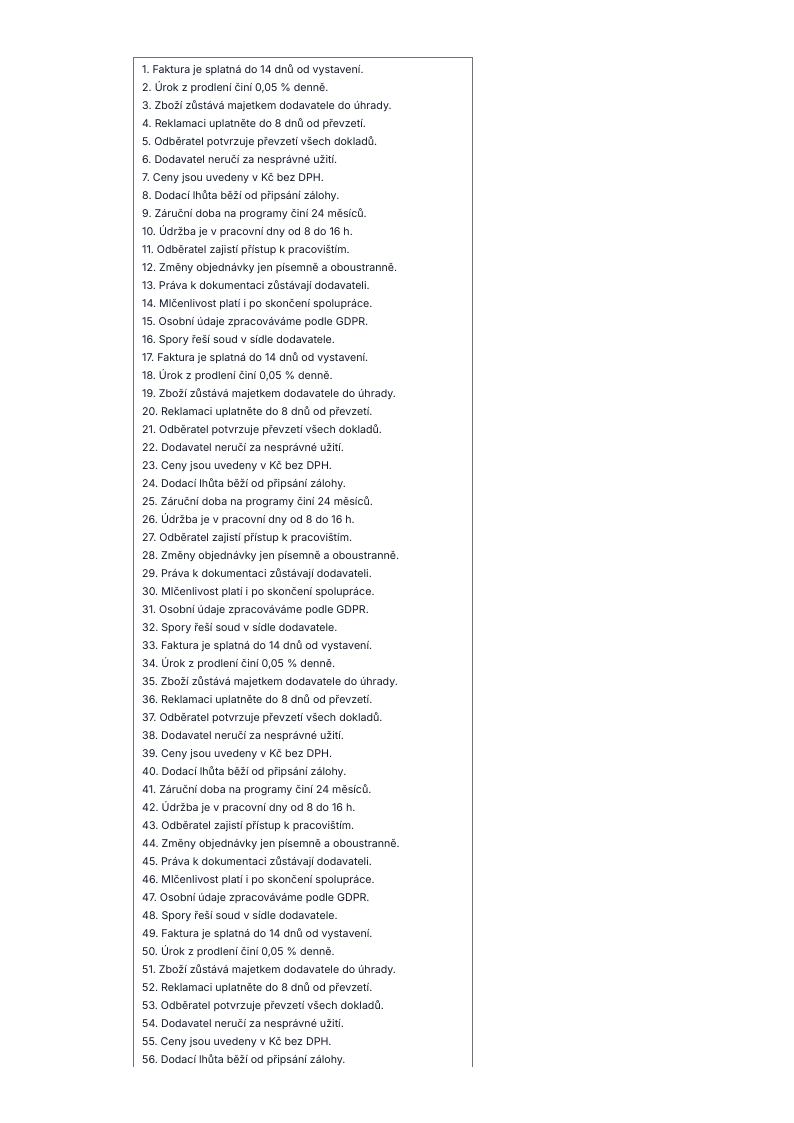 1. Faktura je splatná do 14 dnů od vystavení.
2. Úrok z prodlení činí 0,05 % denně.
3. Zboží zůstává majetkem dodavatele do úhrady.
4. Reklamaci uplatněte do 8 dnů od převzetí.
5. Odběratel potvrzuje převzetí všech dokladů.
6. Dodavatel neručí za nesprávné užití.
7. Ceny jsou uvedeny v Kč bez DPH.
8. Dodací lhůta běží od připsání zálohy.
9. Záruční doba na programy činí 24 měsíců.
10. Údržba je v pracovní dny od 8 do 16 h.
11. Odběratel zajistí přístup k pracovištím.
12. Změny objednávky jen písemně a oboustranně.
13. Práva k dokumentaci zůstávají dodavateli.
14. Mlčenlivost platí i po skončení spolupráce.
15. Osobní údaje zpracováváme podle GDPR.
16. Spory řeší soud v sídle dodavatele.
17. Faktura je splatná do 14 dnů od vystavení.
18. Úrok z prodlení činí 0,05 % denně.
19. Zboží zůstává majetkem dodavatele do úhrady.
20. Reklamaci uplatněte do 8 dnů od převzetí.
21. Odběratel potvrzuje převzetí všech dokladů.
22. Dodavatel neručí za nesprávné užití.
23. Ceny jsou uvedeny v Kč bez DPH.
24. Dodací lhůta běží od připsání zálohy.
25. Záruční doba na programy činí 24 měsíců.
26. Údržba je v pracovní dny od 8 do 16 h.
27. Odběratel zajistí přístup k pracovištím.
28. Změny objednávky jen písemně a oboustranně.
29. Práva k dokumentaci zůstávají dodavateli.
30. Mlčenlivost platí i po skončení spolupráce.
31. Osobní údaje zpracováváme podle GDPR.
32. Spory řeší soud v sídle dodavatele.
33. Faktura je splatná do 14 dnů od vystavení.
34. Úrok z prodlení činí 0,05 % denně.
35. Zboží zůstává majetkem dodavatele do úhrady.
36. Reklamaci uplatněte do 8 dnů od převzetí.
37. Odběratel potvrzuje převzetí všech dokladů.
38. Dodavatel neručí za nesprávné užití.
39. Ceny jsou uvedeny v Kč bez DPH.
40. Dodací lhůta běží od připsání zálohy.
41. Záruční doba na programy činí 24 měsíců.
42. Údržba je v pracovní dny od 8 do 16 h.
43. Odběratel zajistí přístup k pracovištím.
44. Změny objednávky jen písemně a oboustranně.
45. Práva k dokumentaci zůstávají dodavateli.
46. Mlčenlivost platí i po skončení spolupráce.
47. Osobní údaje zpracováváme podle GDPR.
48. Spory řeší soud v sídle dodavatele.
49. Faktura je splatná do 14 dnů od vystavení.
50. Úrok z prodlení činí 0,05 % denně.
51. Zboží zůstává majetkem dodavatele do úhrady.
52. Reklamaci uplatněte do 8 dnů od převzetí.
53. Odběratel potvrzuje převzetí všech dokladů.
54. Dodavatel neručí za nesprávné užití.
55. Ceny jsou uvedeny v Kč bez DPH.
56. Dodací lhůta běží od připsání zálohy.